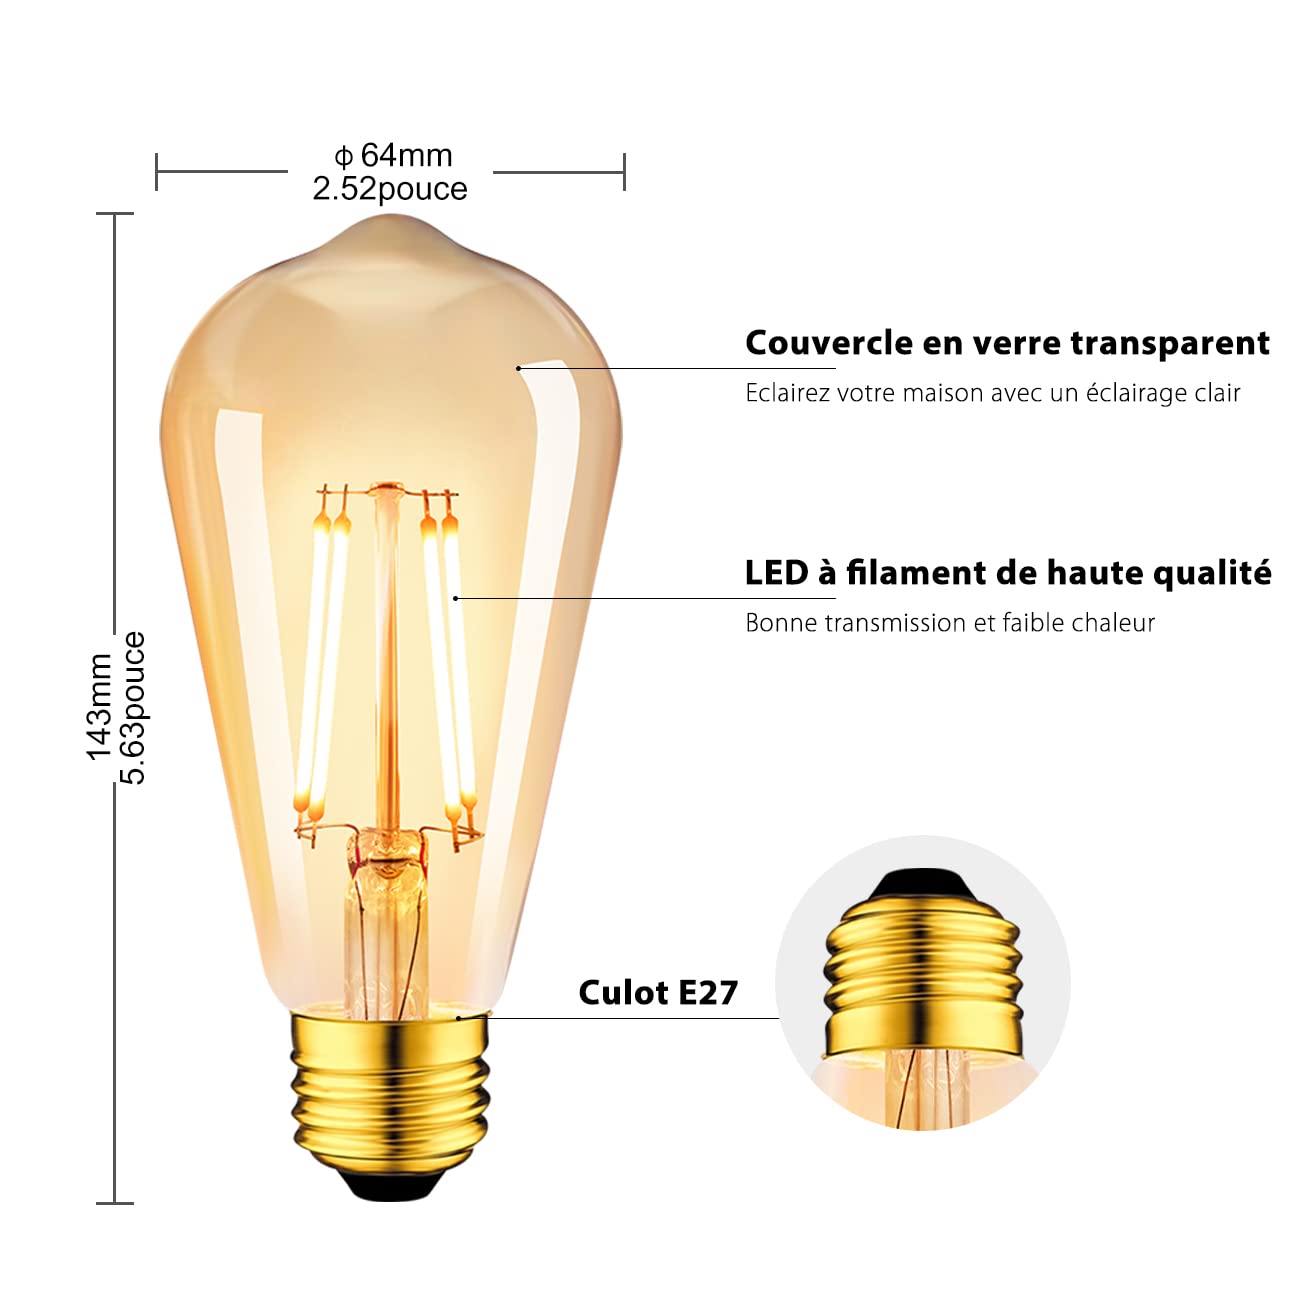 ϕ 64mm
2.52pouce
143mm
5.63pouce
Couvercle en verre transparent
Eclairez votre maison avec un éclairage clair
LED à filament de haute qualité
Bonne transmission et faible chaleur
Culot E27